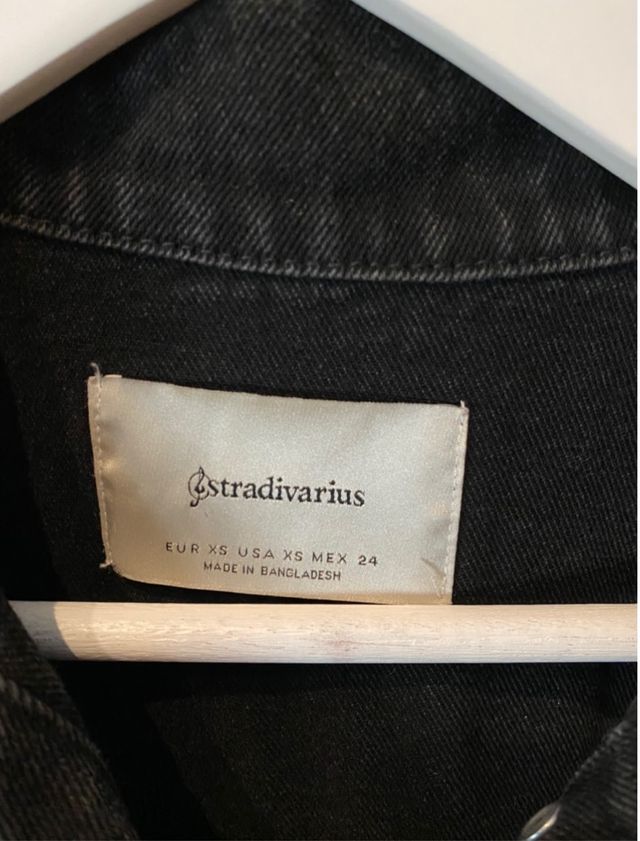 stradivarius
EUR XS USA XS MEX 24
MADE IN BANGLADESH